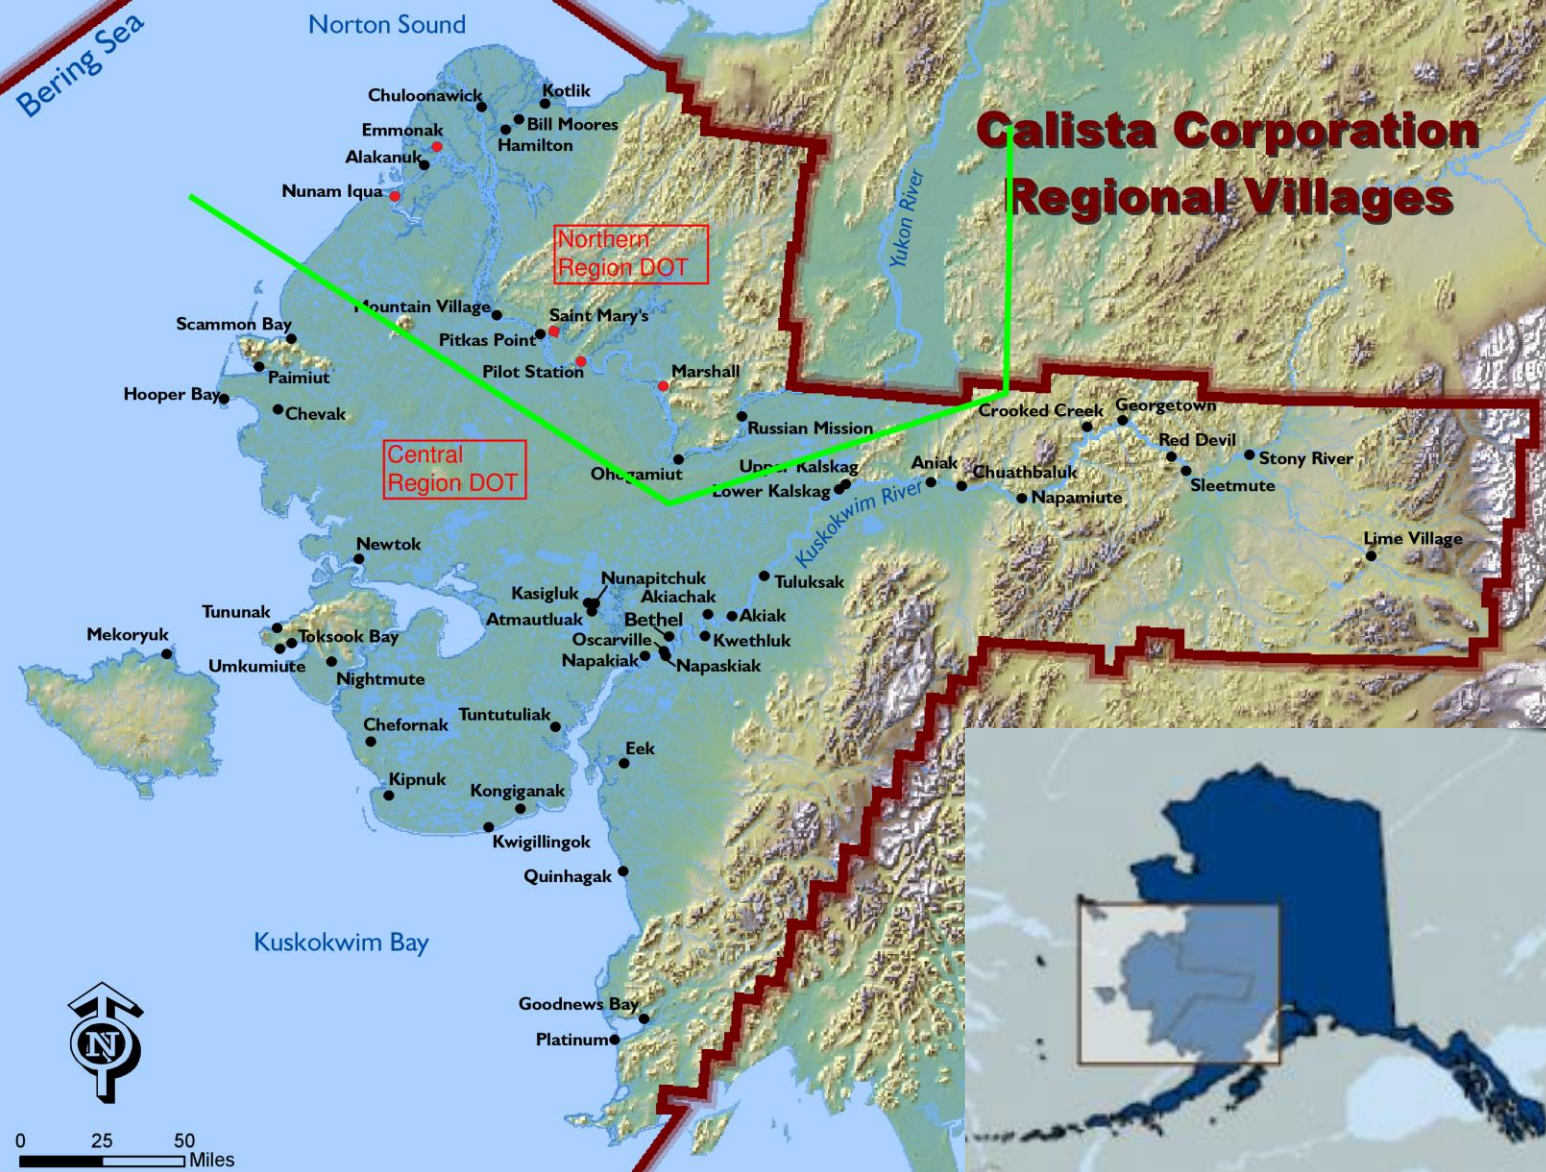 Norton Sound
Bering Sea
Chuloonawick
Kotlik
Bill Moores
Emmonak
Hamilton
Alakanuk
Nunam Iqua
Calista Corporation
Regional Villages
Yukon River
Northern
Region DOT
Mountain Village
Saint Mary's
Scammon Bay
Pitkas Point
Pilot Station
Marshall
Paimiut
Hooper Bay
Chevak
Russian Mission
Crooked Creek
Georgetown
Red Devil
Stony River
Central
Region DOT
Ohogamiut
Upper Kalskag
Lower Kalskag
Aniak
Chuathbaluk
Napamiute
Sleetmute
Kuskokwim River
Lime Village
Newtok
Nunapitchuk
Kasigluk
Akiachak
Tuluksak
Atmautluak
Bethel
Akiak
Tununak
Mekoryuk
Toksook Bay
Oscarville
Kwethluk
Umkumiute
Napakiak
Napaskiak
Nightmute
Chefornak
Tuntutuliak
Eek
Kipnuk
Kongiganak
Kwigillingok
Quinhagak
Kuskokwim Bay
Goodnews Bay
Platinum
N
0 25 50
Miles